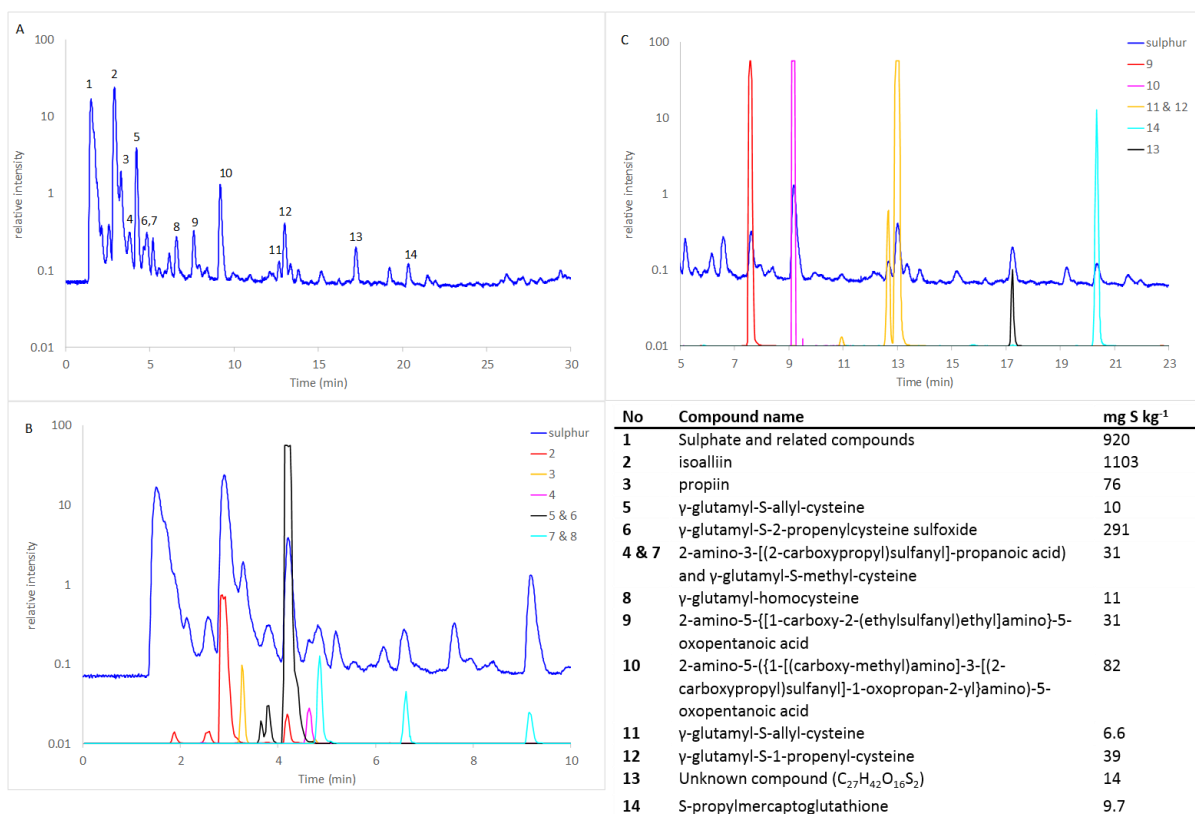 A
100
10
1
0.1
0.01
relative intensity
1
2
3
4
5
6,7
8
9
10
11
12
13
14
0
5
10
15
20
25
30
Time (min)
B
100
10
1
0.1
0.01
relative intensity
sulphur
2
3
4
5 & 6
7 & 8
0
2
4
6
8
10
Time (min)
C
100
10
1
0.1
0.01
relative intensity
sulphur
9
10
11 & 12
14
13
5
7
9
11
13
15
17
19
21
23
Time (min)
No Compound name mg S kg⁻¹
1 Sulphate and related compounds 920
2 isoalliin 1103
3 propiin 76
5 γ-glutamyl-S-allyl-cysteine 10
6 γ-glutamyl-S-2-propenylcysteine sulfoxide 291
4 & 7 2-amino-3-[(2-carboxypropyl)sulfanyl]-propanoic acid) 31
and γ-glutamyl-S-methyl-cysteine
8 γ-glutamyl-homocysteine 11
9 2-amino-5-{[1-carboxy-2-(ethylsulfanyl)ethyl]amino}-5- 31
oxopentanoic acid
10 2-amino-5-({1-[(carboxy-methyl)amino]-3-[(2- 82
carboxypropyl)sulfanyl]-1-oxopropan-2-yl}amino)-5-
oxopentanoic acid
11 γ-glutamyl-S-allyl-cysteine 6.6
12 γ-glutamyl-S-1-propenyl-cysteine 39
13 Unknown compound (C₂₇H₄₂O₁₆S₂) 14
14 S-propylmercaptoglutathione 9.7